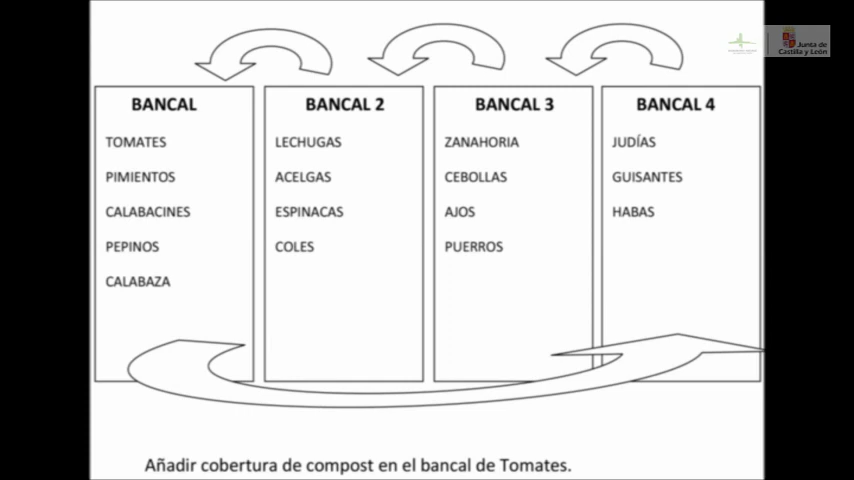 Junta de
Castilla y León
BANCAL
TOMATES
PIMIENTOS
CALABACINES
PEPINOS
CALABAZA
BANCAL 2
LECHUGAS
ACELGAS
ESPINACAS
COLES
BANCAL 3
ZANAHORIA
CEBOLLAS
AJOS
PUERROS
BANCAL 4
JUDÍAS
GUISANTES
HABAS
Añadir cobertura de compost en el bancal de Tomates.